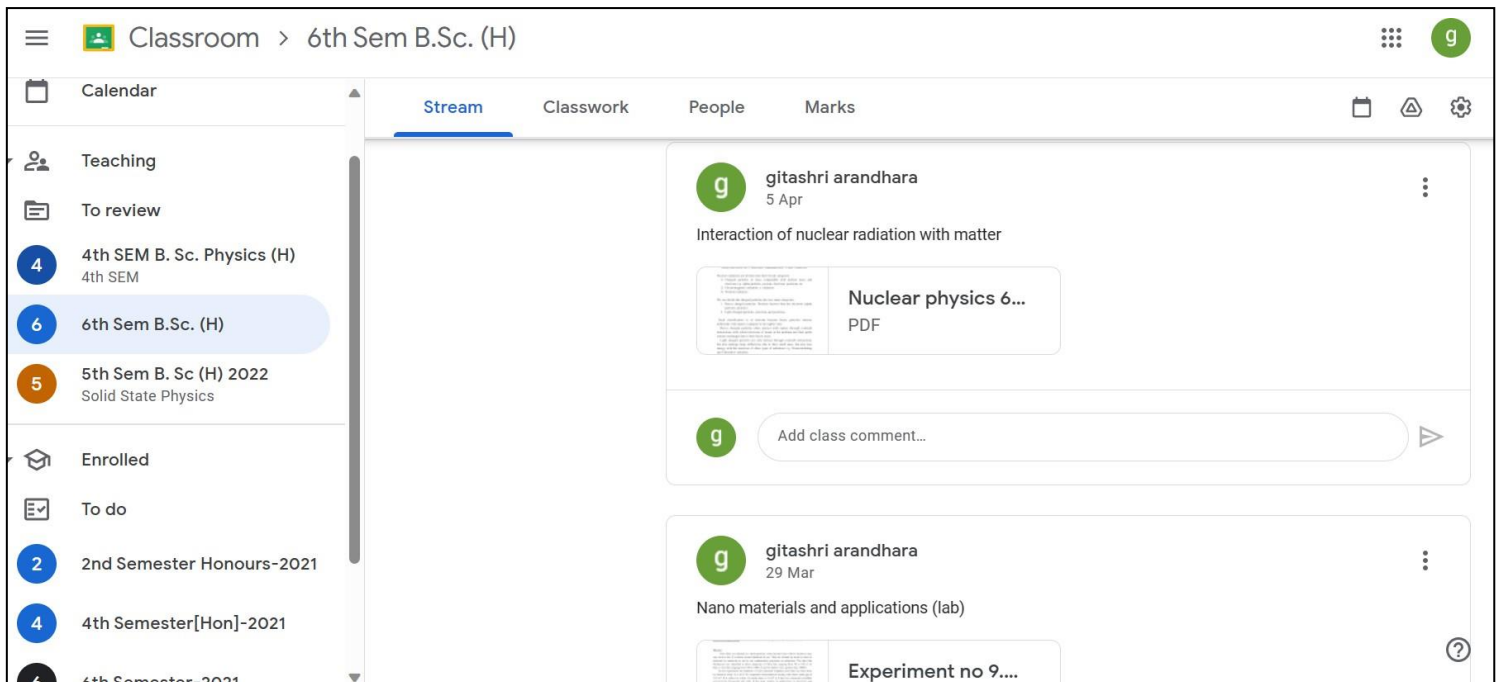 Classroom > 6th Sem B.Sc. (H)
g
Calendar
Teaching
To review
4
4th SEM B. Sc. Physics (H)
4th SEM
6
6th Sem B.Sc. (H)
5
5th Sem B. Sc (H) 2022
Solid State Physics
Enrolled
To do
2
2nd Semester Honours-2021
4
4th Semester[Hon]-2021
6th Semester-2021
Stream Classwork People Marks
g
gitashri arandhara
5 Apr
Interaction of nuclear radiation with matter
Nuclear physics 6...
PDF
g
Add class comment...
g
gitashri arandhara
29 Mar
Nano materials and applications (lab)
Experiment no 9....